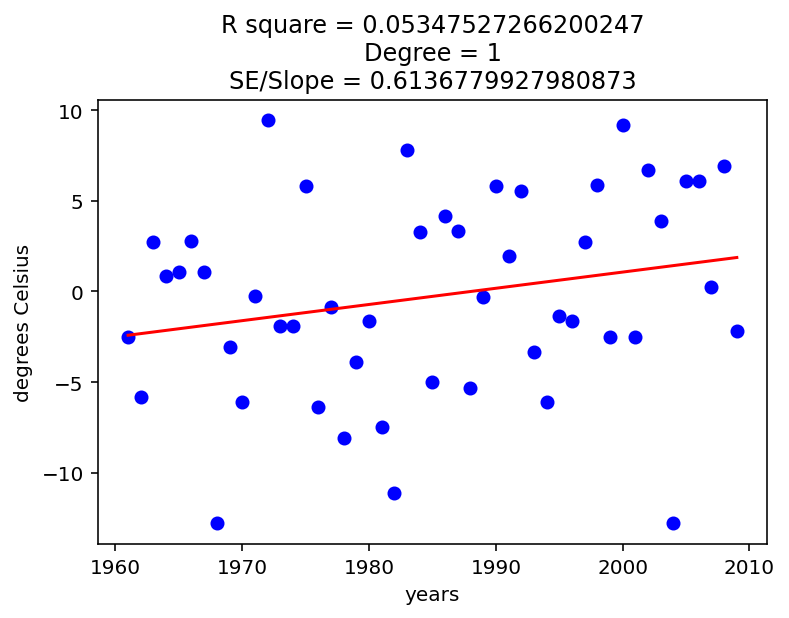 R square = 0.05347527266200247
Degree = 1
SE/Slope = 0.6136779927980873
10
5
0
−5
−10
degrees Celsius
1960 1970 1980 1990 2000 2010
years